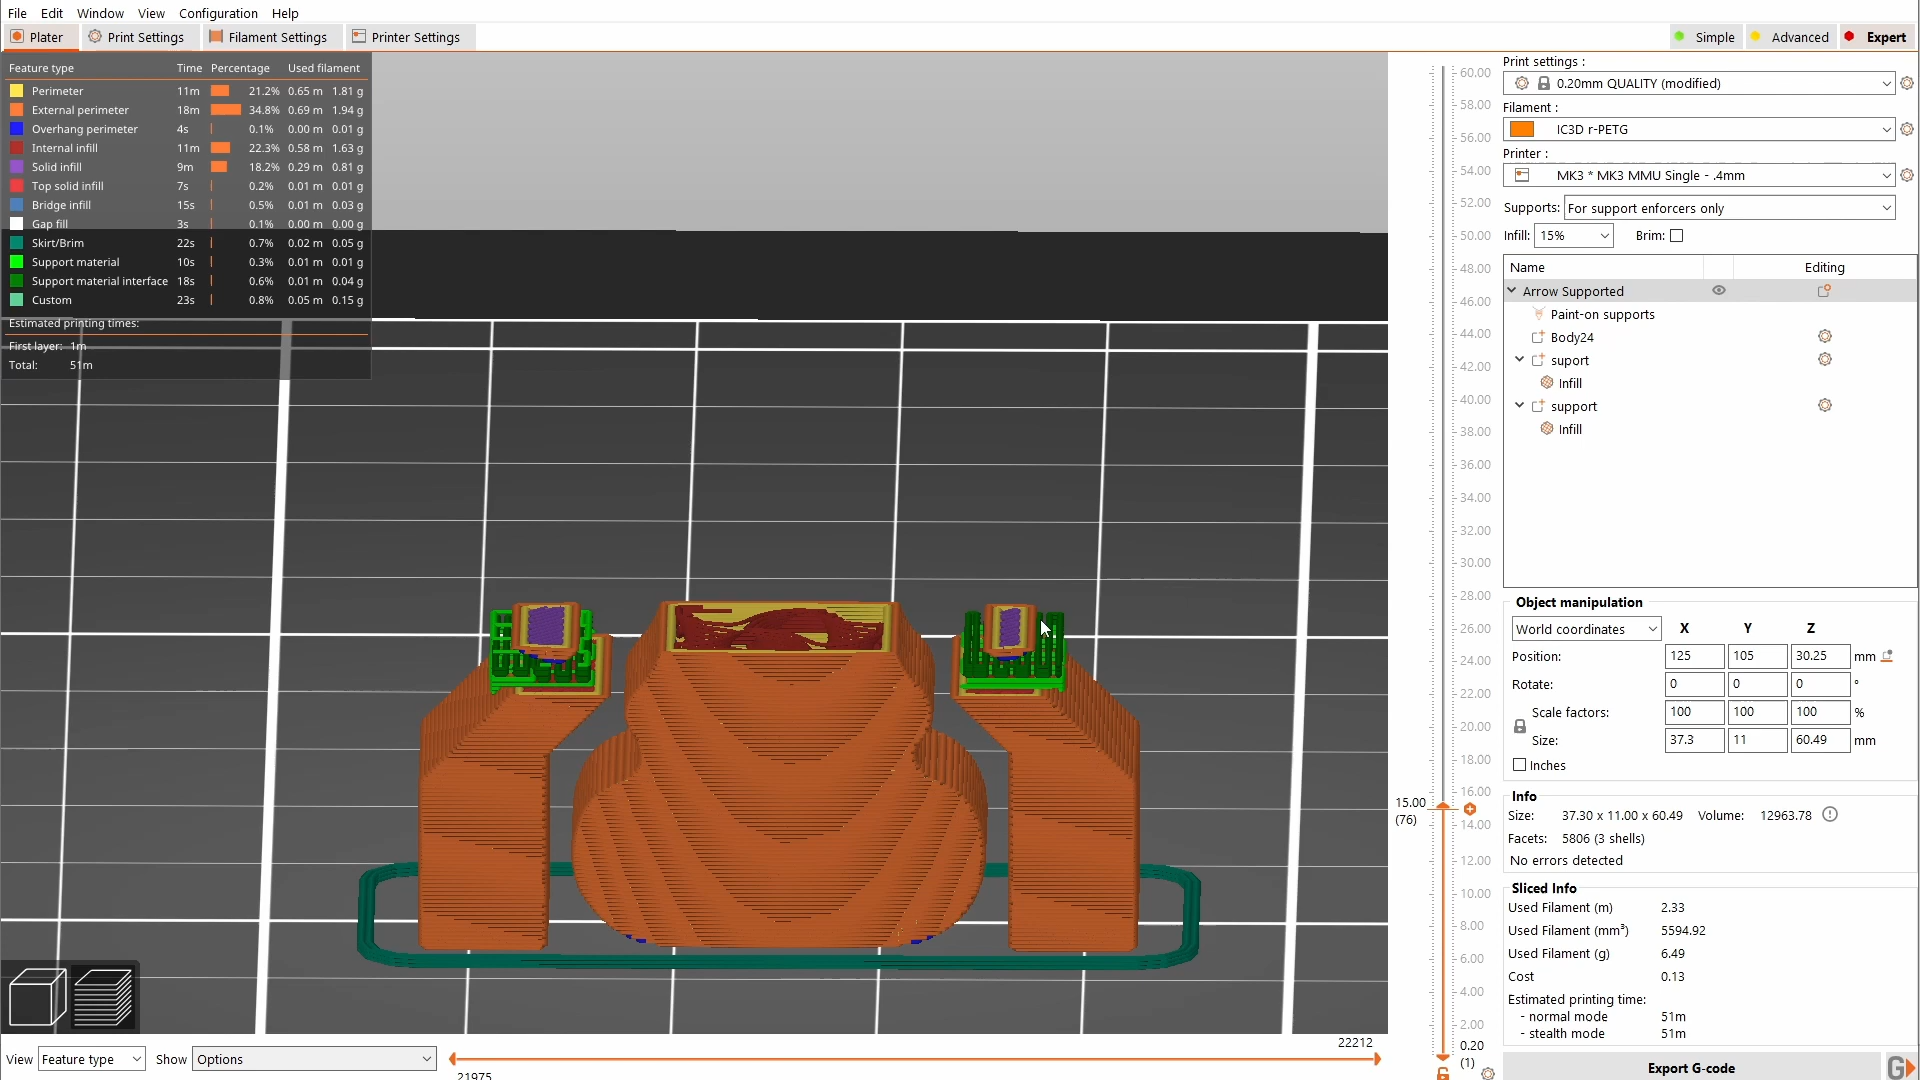 File Edit Window View Configuration Help
Plater Print Settings Filament Settings Printer Settings Simple Advanced Expert
Feature type Time Percentage Used filament
Perimeter 11m 21.2% 0.65 m 1.81 g
External perimeter 18m 34.8% 0.69 m 1.94 g
Overhang perimeter 4s 0.1% 0.00 m 0.01 g
Internal infill 11m 22.3% 0.58 m 1.63 g
Solid infill 9m 18.2% 0.29 m 0.81 g
Top solid infill 7s 0.2% 0.01 m 0.01 g
Bridge infill 15s 0.5% 0.01 m 0.03 g
Gap fill 3s 0.1% 0.00 m 0.00 g
Skirt/Brim 22s 0.7% 0.02 m 0.05 g
Support material 10s 0.3% 0.01 m 0.01 g
Support material interface 18s 0.6% 0.01 m 0.04 g
Custom 23s 0.8% 0.05 m 0.15 g
Estimated printing times:
First layer: 1m
Total: 51m
60.00
58.00
56.00
54.00
52.00
50.00
48.00
46.00
44.00
42.00
40.00
38.00
36.00
34.00
32.00
30.00
28.00
26.00
24.00
22.00
20.00
18.00
16.00
15.00
(76)
14.00
12.00
10.00
8.00
6.00
4.00
2.00
0.20
(1)
Print settings :
0.20mm QUALITY (modified)
Filament :
IC3D r-PETG
Printer :
MK3 * MK3 MMU Single - .4mm
Supports: For support enforcers only
Infill: 15% Brim:
Name Editing
Arrow Supported
Paint-on supports
Body24
suport
Infill
support
Infill
Object manipulation
World coordinates X Y Z
Position: 125 105 30.25 mm
Rotate: 0 0 0 °
Scale factors: 100 100 100 %
Size: 37.3 11 60.49 mm
Inches
Info
Size: 37.30 x 11.00 x 60.49 Volume: 12963.78
Facets: 5806 (3 shells)
No errors detected
Sliced Info
Used Filament (m) 2.33
Used Filament (mm³) 5594.92
Used Filament (g) 6.49
Cost 0.13
Estimated printing time:
- normal mode 51m
- stealth mode 51m
Export G-code
G
View Feature type Show Options
22212
21975